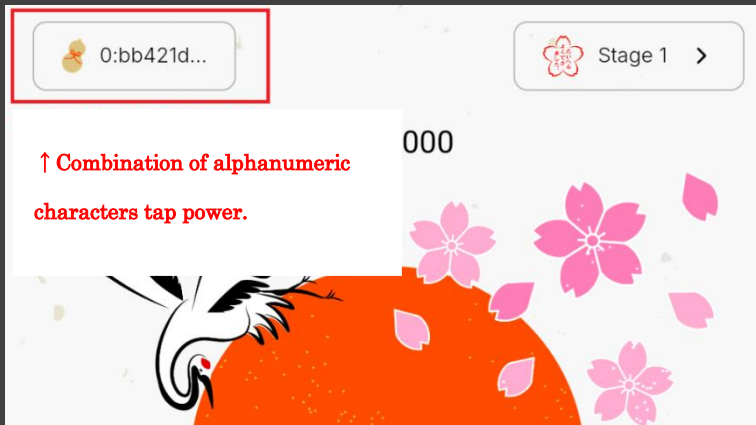 0:bb421d...
Stage 1
000
↑Combination of alphanumeric
characters tap power.